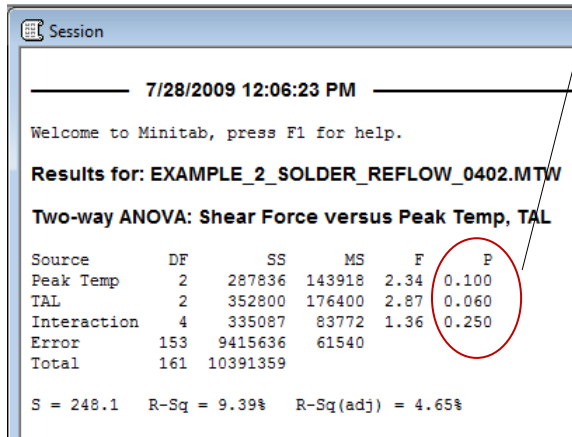 Session
7/28/2009 12:06:23 PM
Welcome to Minitab, press F1 for help.
Results for: EXAMPLE_2_SOLDER_REFLOW_0402.MTW
Two-way ANOVA: Shear Force versus Peak Temp, TAL
Source DF SS MS F P
Peak Temp 2 287836 143918 2.34 0.100
TAL 2 352800 176400 2.87 0.060
Interaction 4 335087 83772 1.36 0.250
Error 153 9415636 61540
Total 161 10391359
S = 248.1 R-Sq = 9.39% R-Sq(adj) = 4.65%